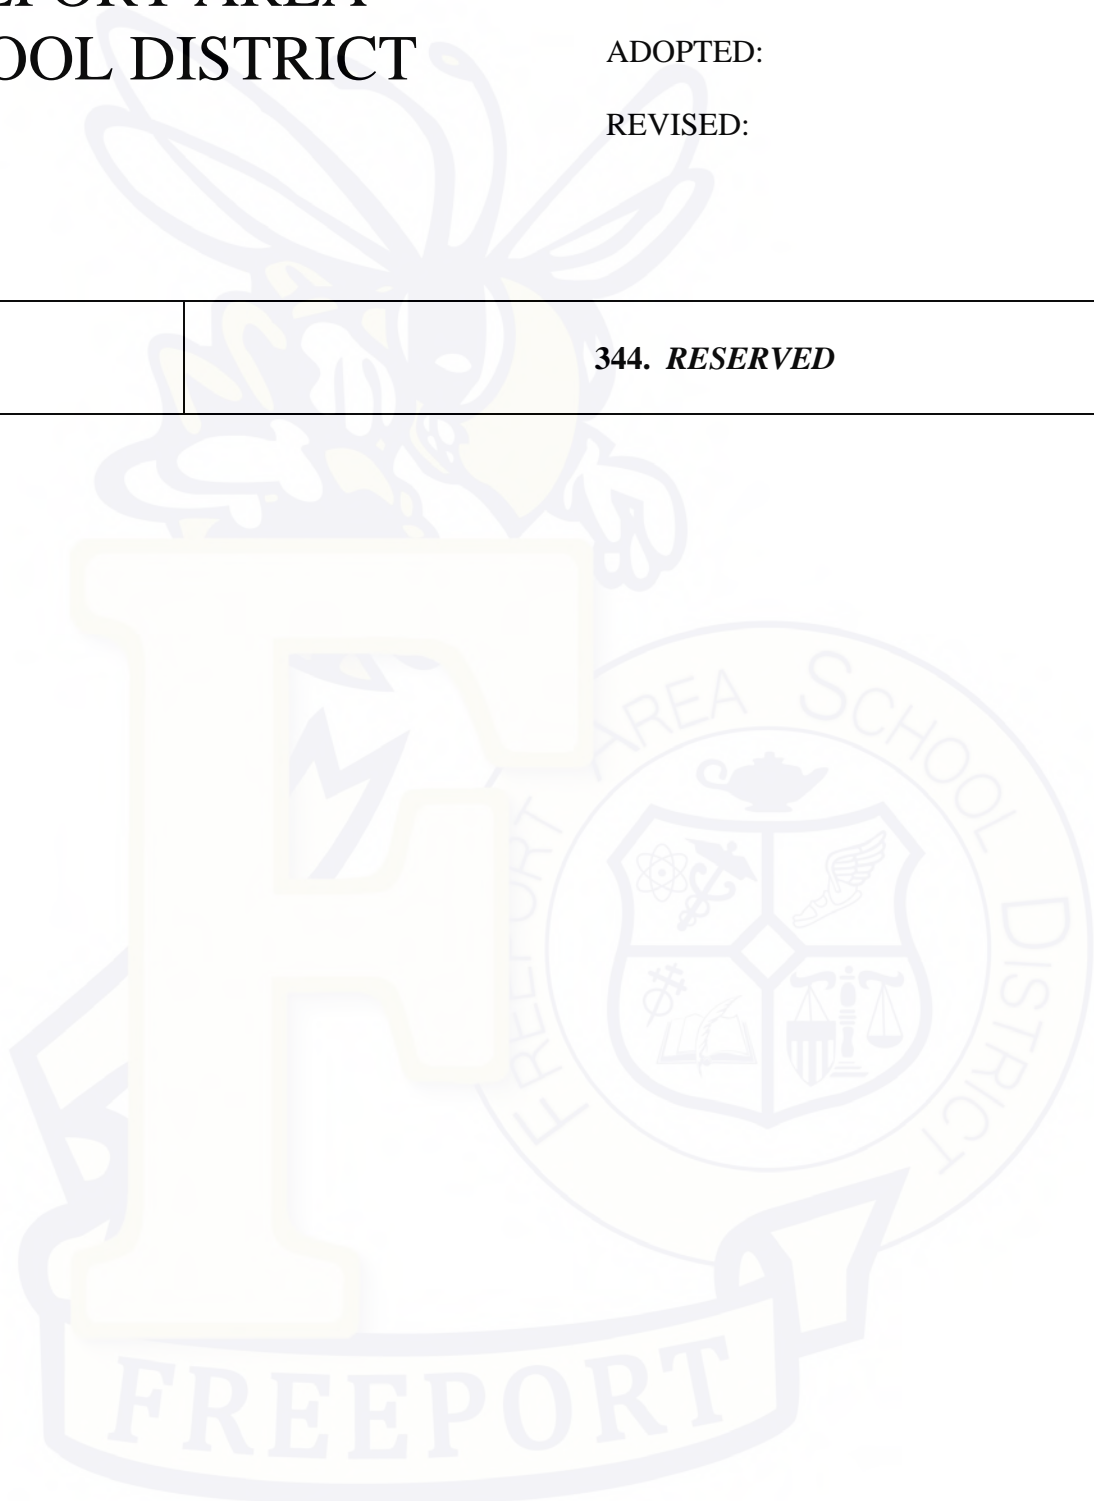 OOL DISTRICT
ADOPTED:
REVISED:
344. RESERVED
FREEPORT AREA SCHOOL DISTRICT
FREEPORT